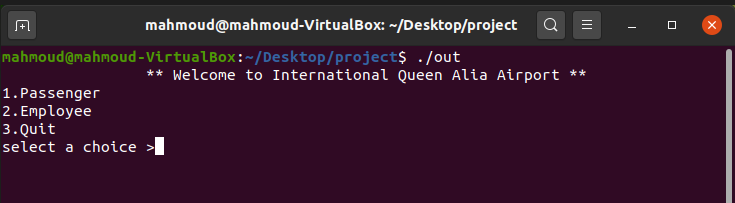 mahmoud@mahmoud-VirtualBox: ~/Desktop/project
mahmoud@mahmoud-VirtualBox:~/Desktop/project$ ./out
** Welcome to International Queen Alia Airport **
1.Passenger
2.Employee
3.Quit
select a choice >